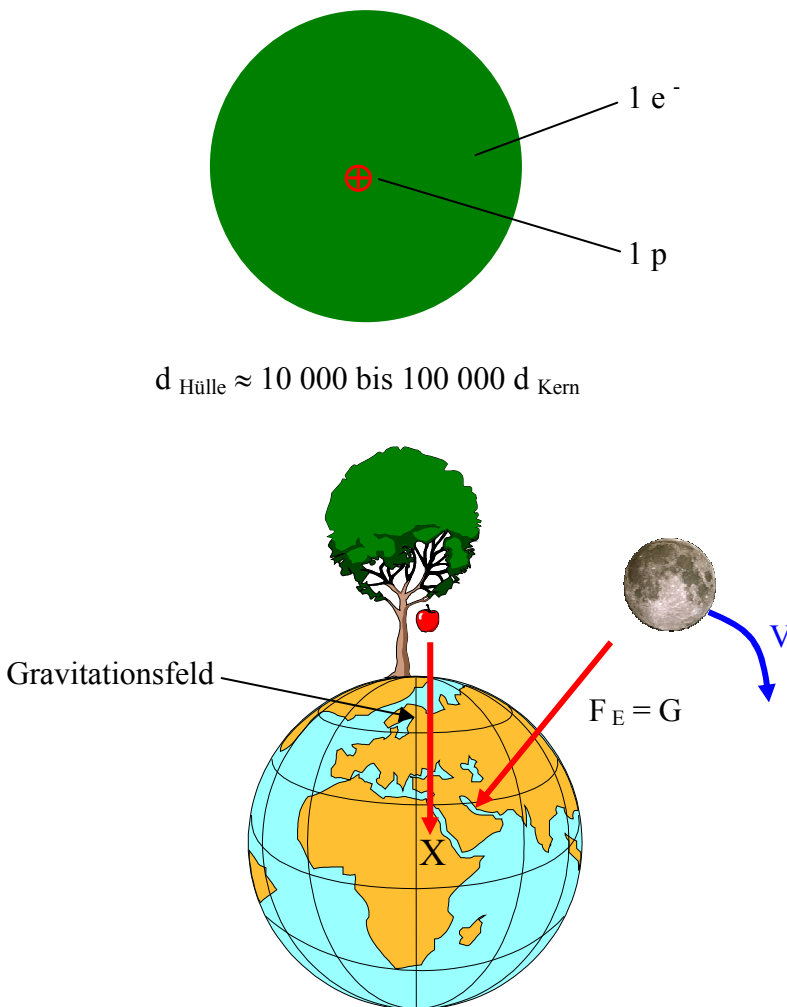 1 e -
1 p
d Hülle ≈ 10 000 bis 100 000 d Kern
V
Gravitationsfeld
F E = G
X